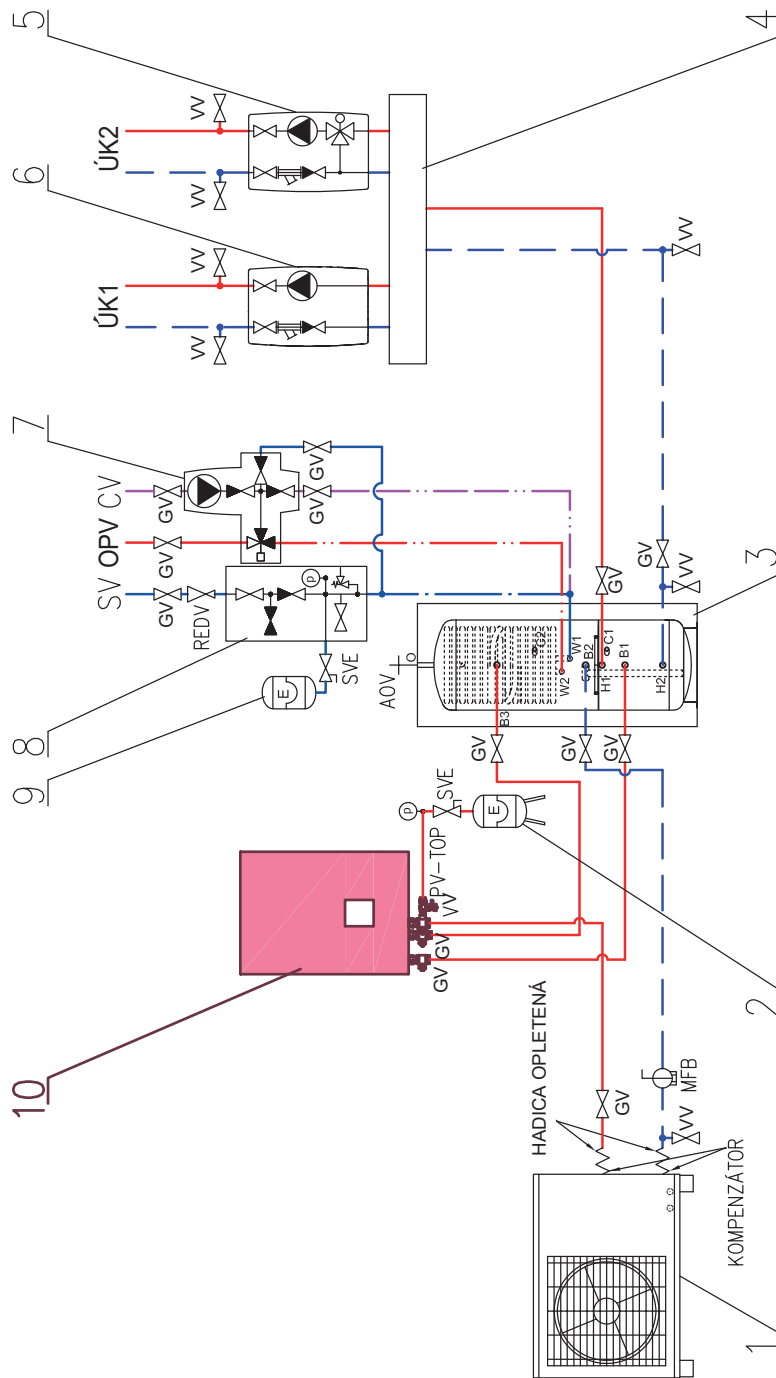 5
ÚK2
VV
VV
6
ÚK1
VV
VV
4
VV
7
CV
OPV
SV
GV
GV
GV
REDV
GV
GV
p
8
9
E
SVE
AOV
B3
C2
W2
W1
B2
H1
C1
B1
H2
3
GV
GV
GV
GV
GV
VV
10
p
SVE
E
PV-TOP
VV
GV
GV
2
HADICA OPLETENÁ
GV
MFB
VV
KOMPENZÁTOR
1